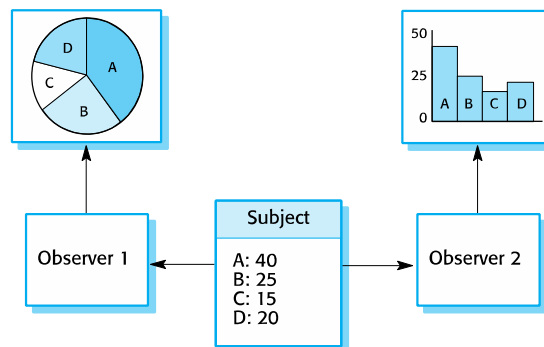 D
A
C
B
50
25
0
A B C D
Observer 1
Subject
A: 40
B: 25
C: 15
D: 20
Observer 2